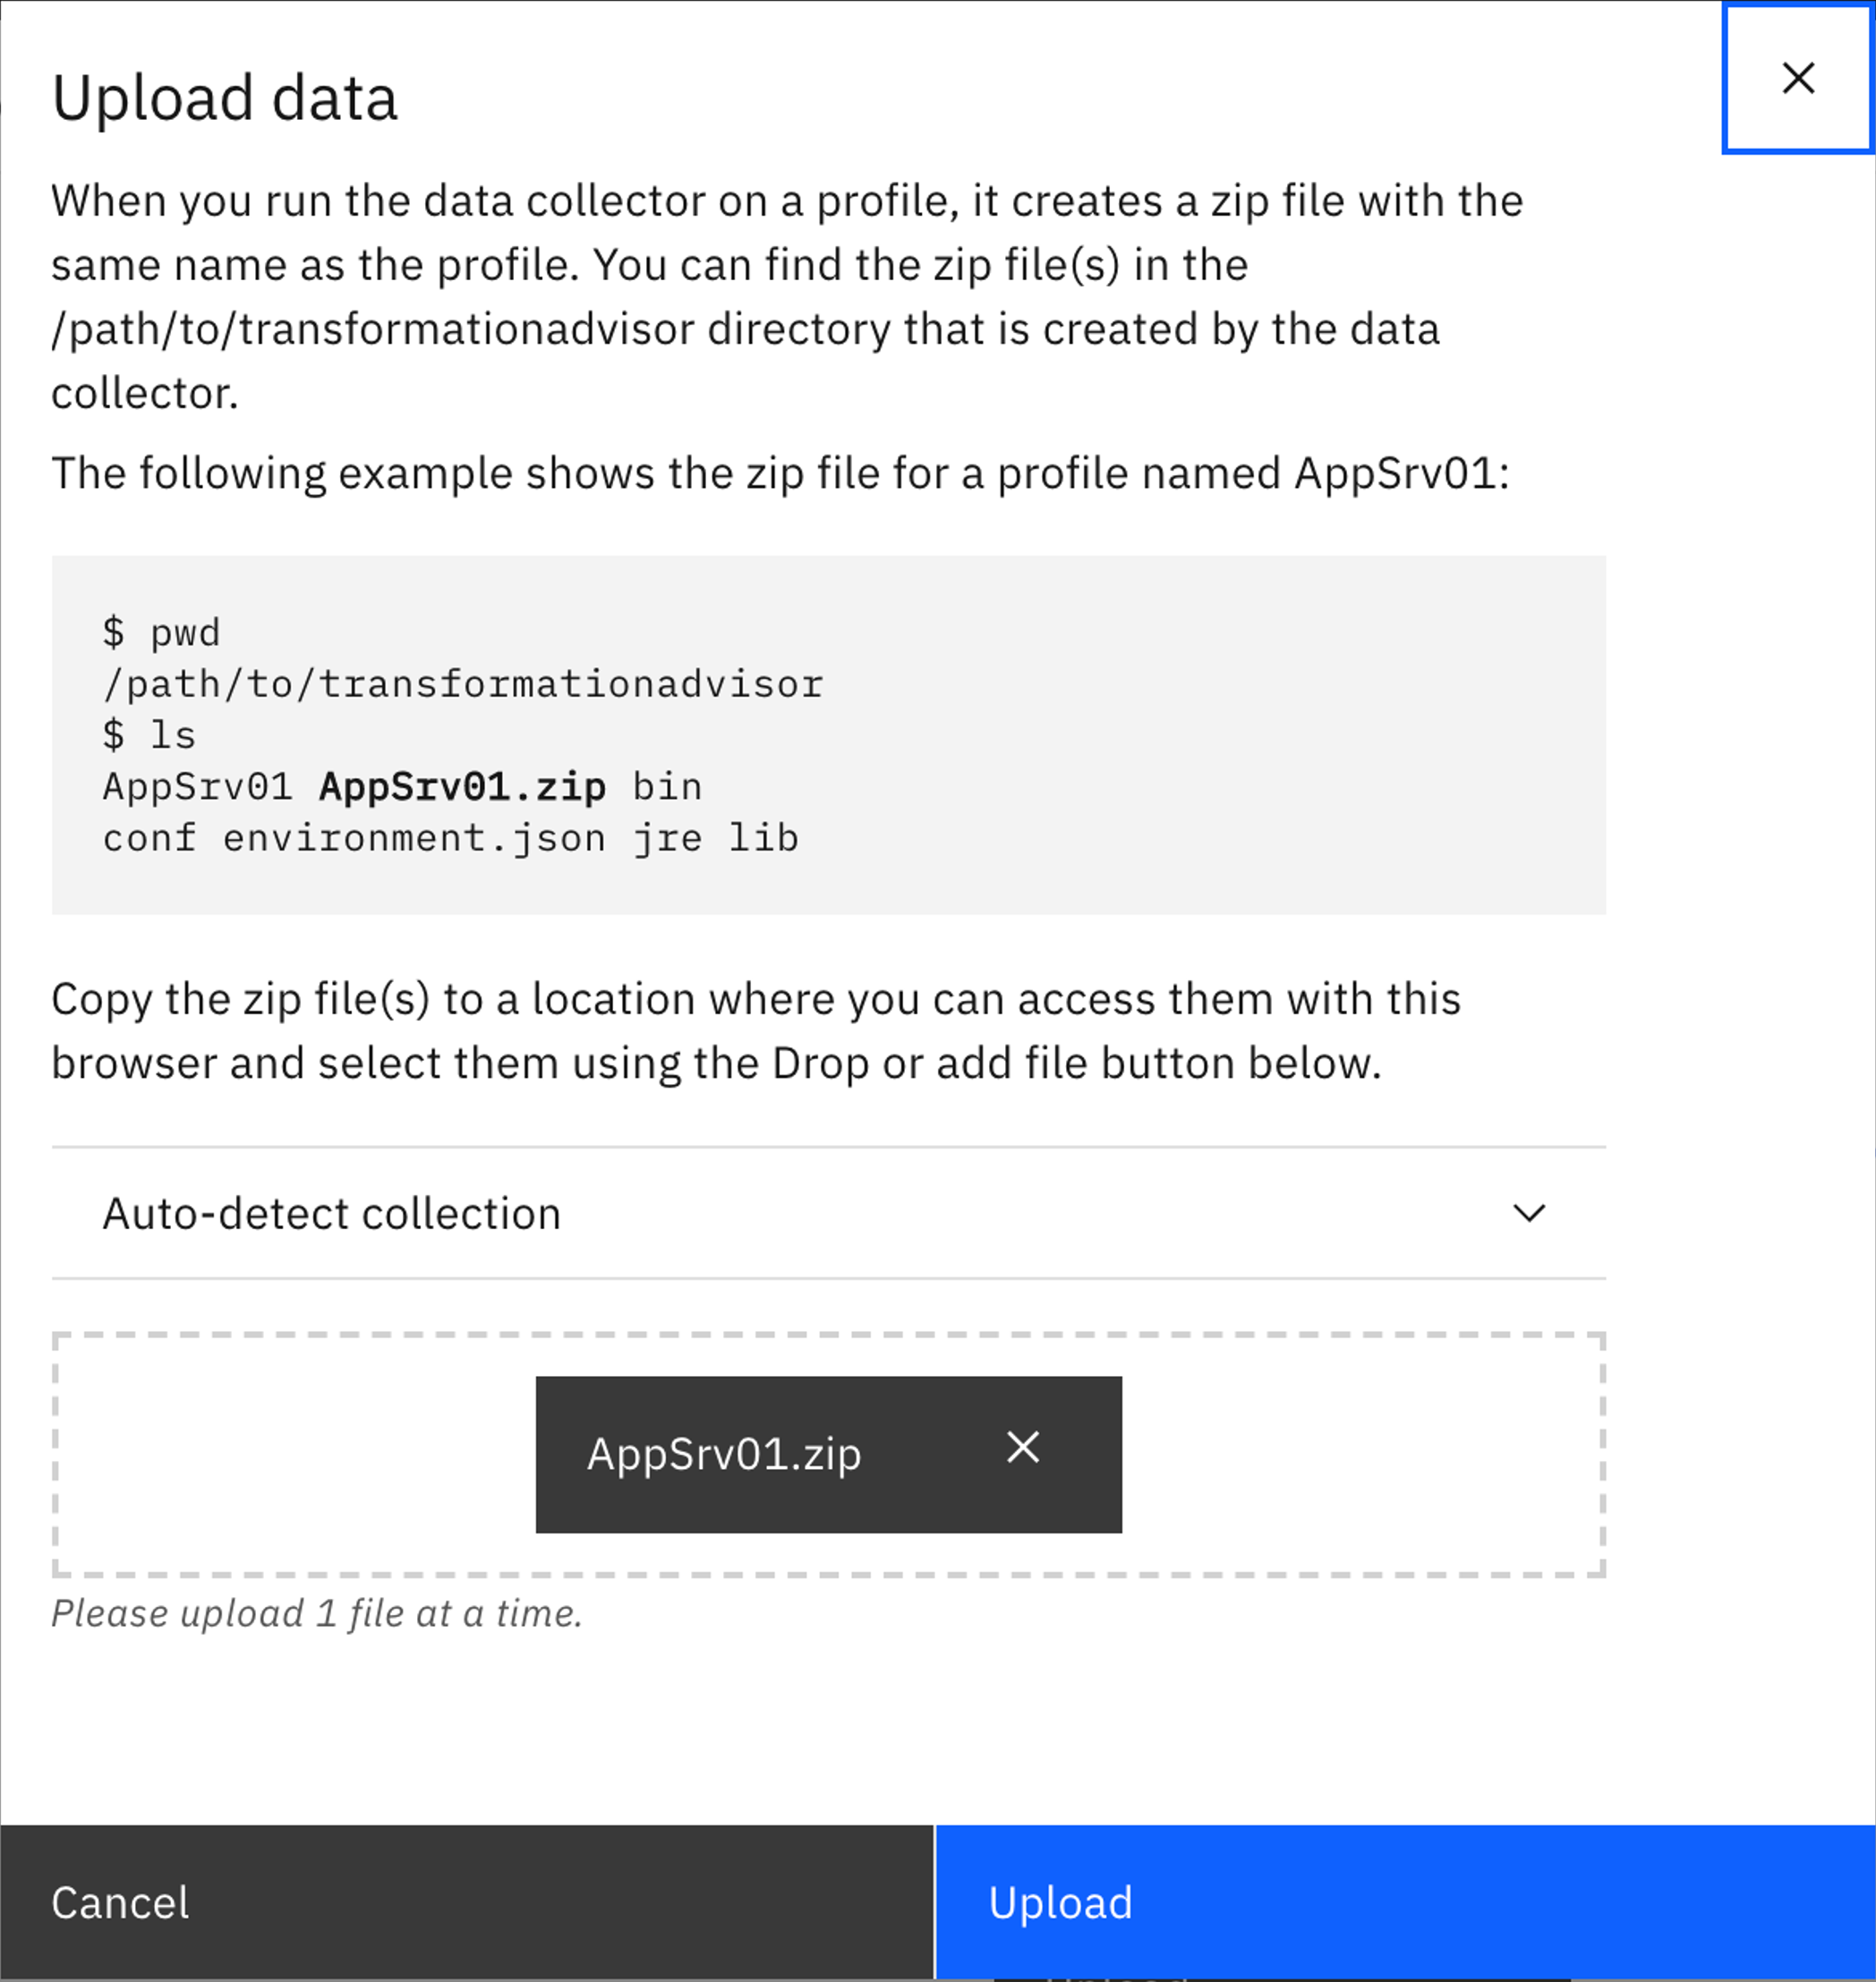 Upload data
When you run the data collector on a profile, it creates a zip file with the
same name as the profile. You can find the zip file(s) in the
/path/to/transformationadvisor directory that is created by the data
collector.
The following example shows the zip file for a profile named AppSrv01:
$ pwd
/path/to/transformationadvisor
$ ls
AppSrv01 AppSrv01.zip bin
conf environment.json jre lib
Copy the zip file(s) to a location where you can access them with this
browser and select them using the Drop or add file button below.
Auto-detect collection
AppSrv01.zip
Please upload 1 file at a time.
Cancel
Upload